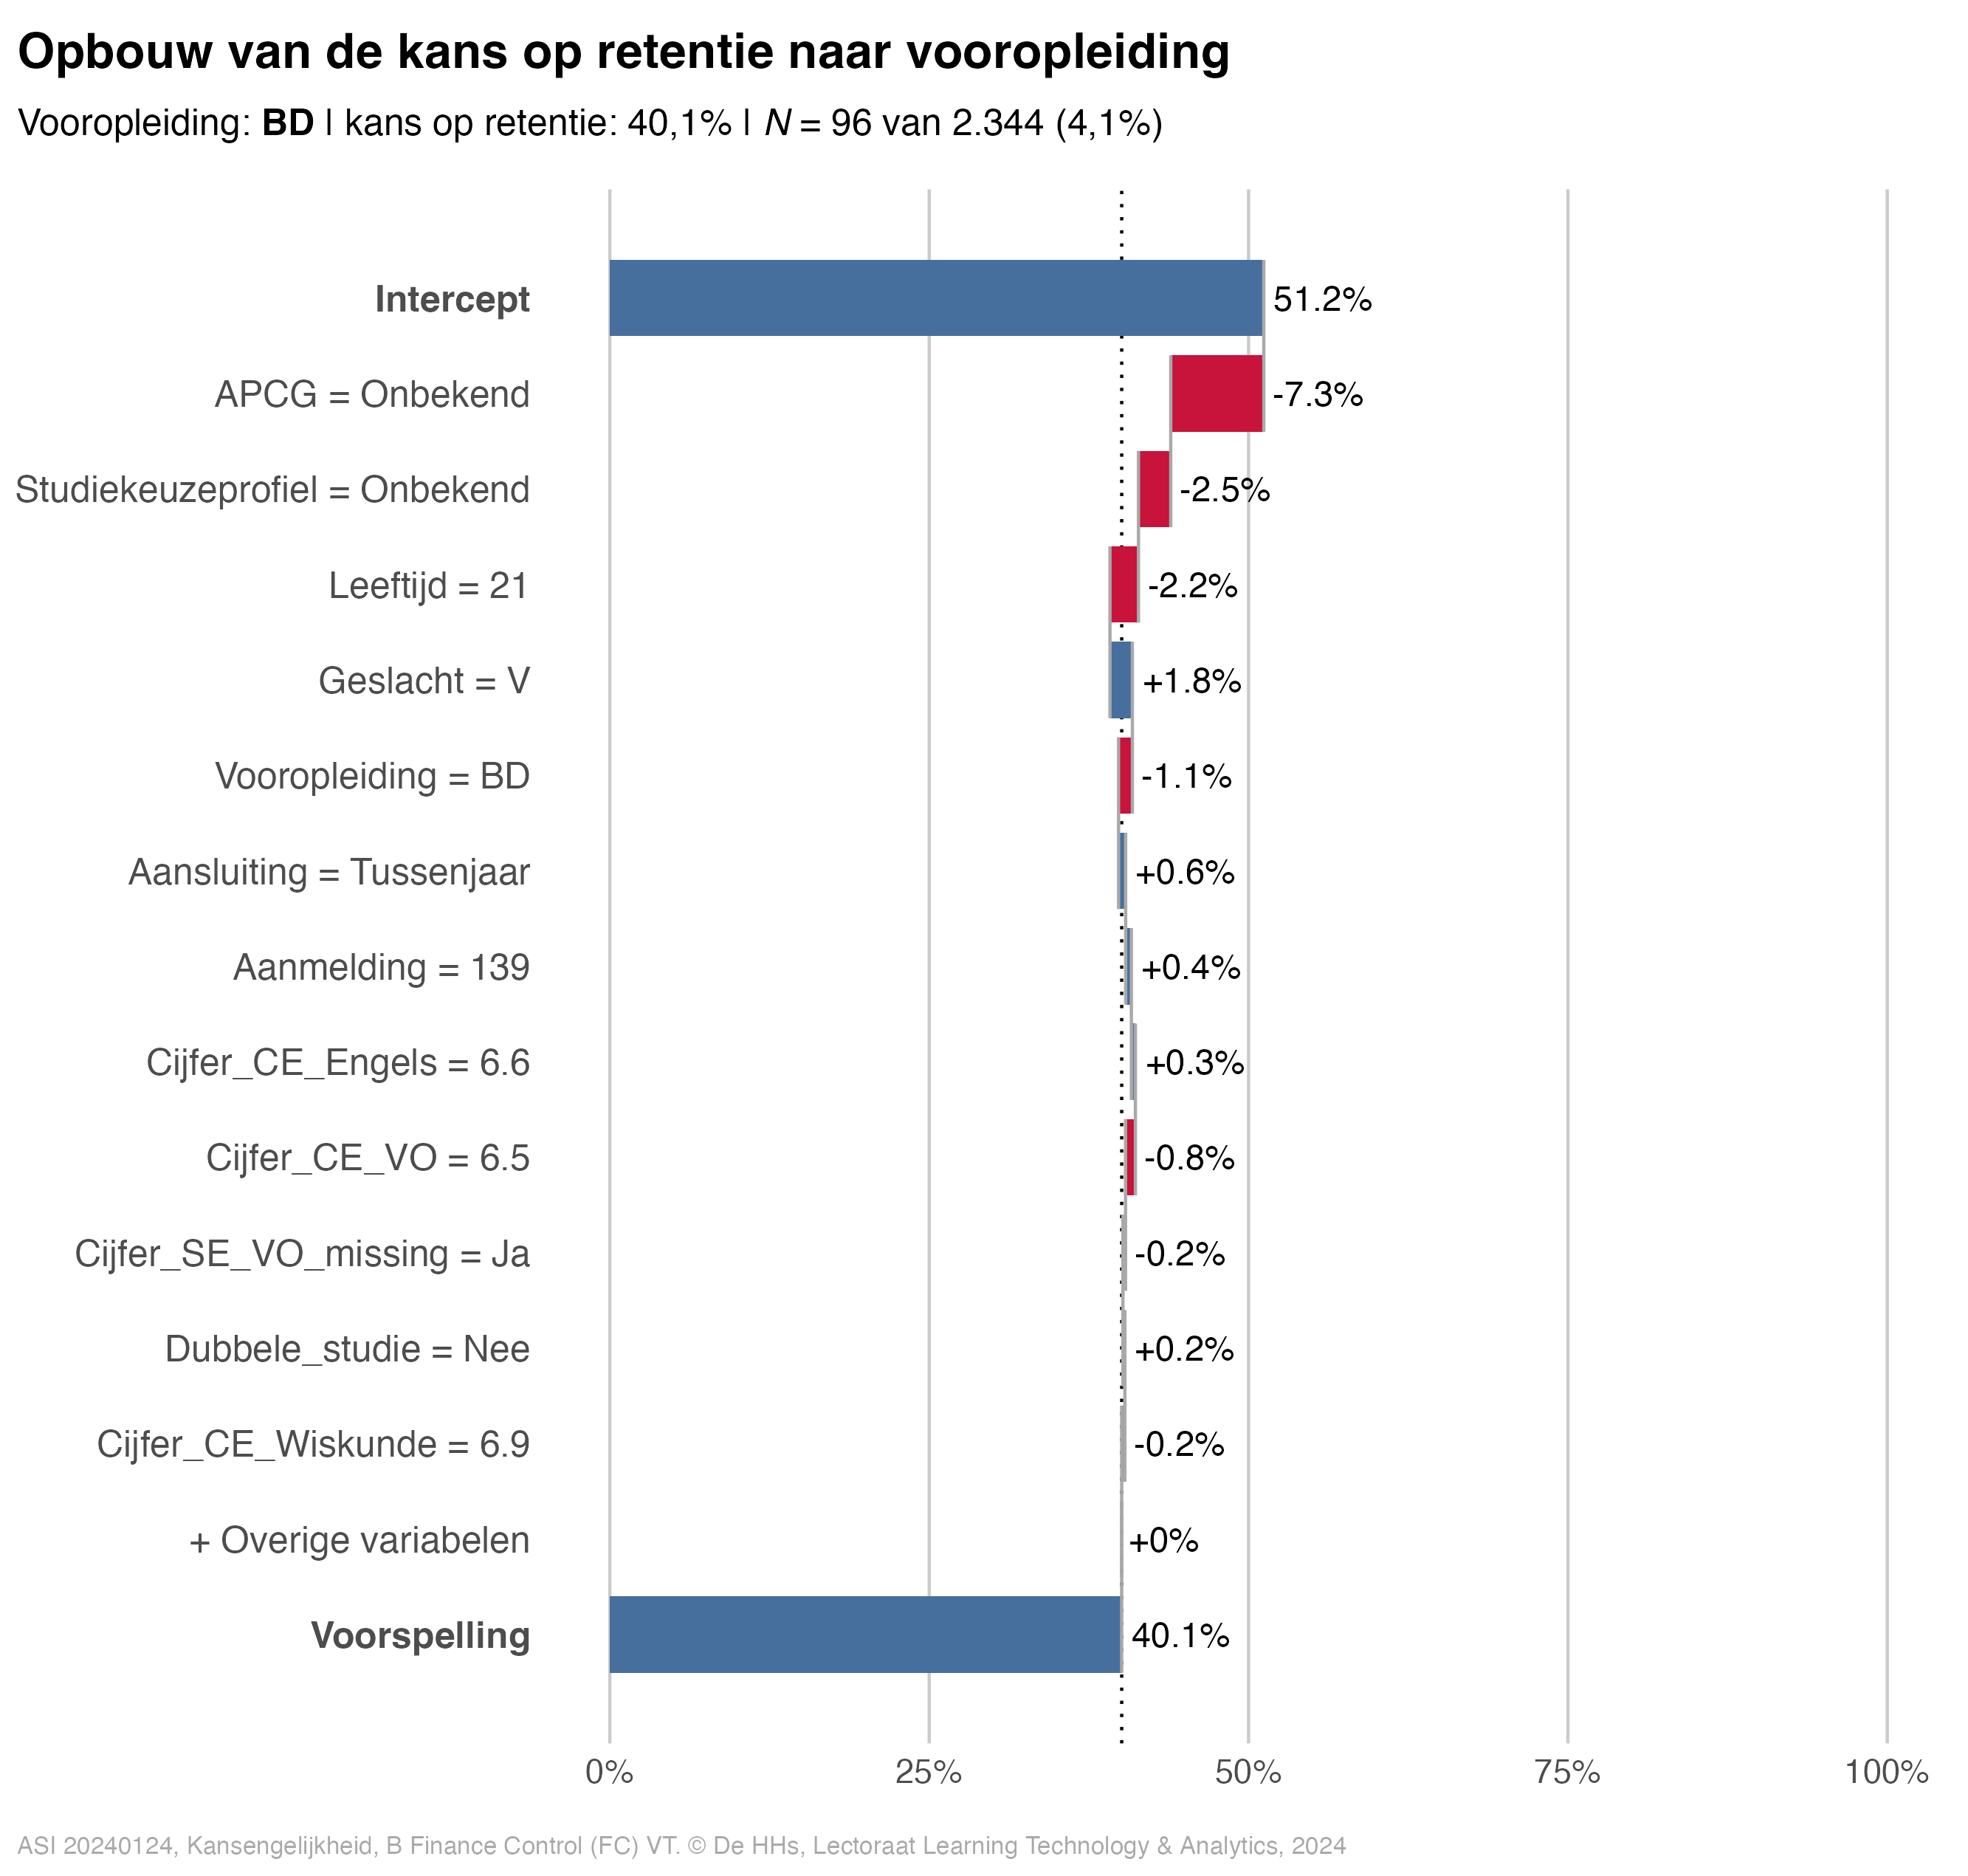 Opbouw van de kans op retentie naar vooropleiding
Vooropleiding: BD | kans op retentie: 40,1% | N = 96 van 2.344 (4,1%)
Intercept 51.2%
APCG = Onbekend -7.3%
Studiekeuzeprofiel = Onbekend -2.5%
Leeftijd = 21 -2.2%
Geslacht = V +1.8%
Vooropleiding = BD -1.1%
Aansluiting = Tussenjaar +0.6%
Aanmelding = 139 +0.4%
Cijfer_CE_Engels = 6.6 +0.3%
Cijfer_CE_VO = 6.5 -0.8%
Cijfer_SE_VO_missing = Ja -0.2%
Dubbele_studie = Nee +0.2%
Cijfer_CE_Wiskunde = 6.9 -0.2%
+ Overige variabelen +0%
Voorspelling 40.1%
0% 25% 50% 75% 100%
ASI 20240124, Kansengelijkheid, B Finance Control (FC) VT. © De HHs, Lectoraat Learning Technology & Analytics, 2024